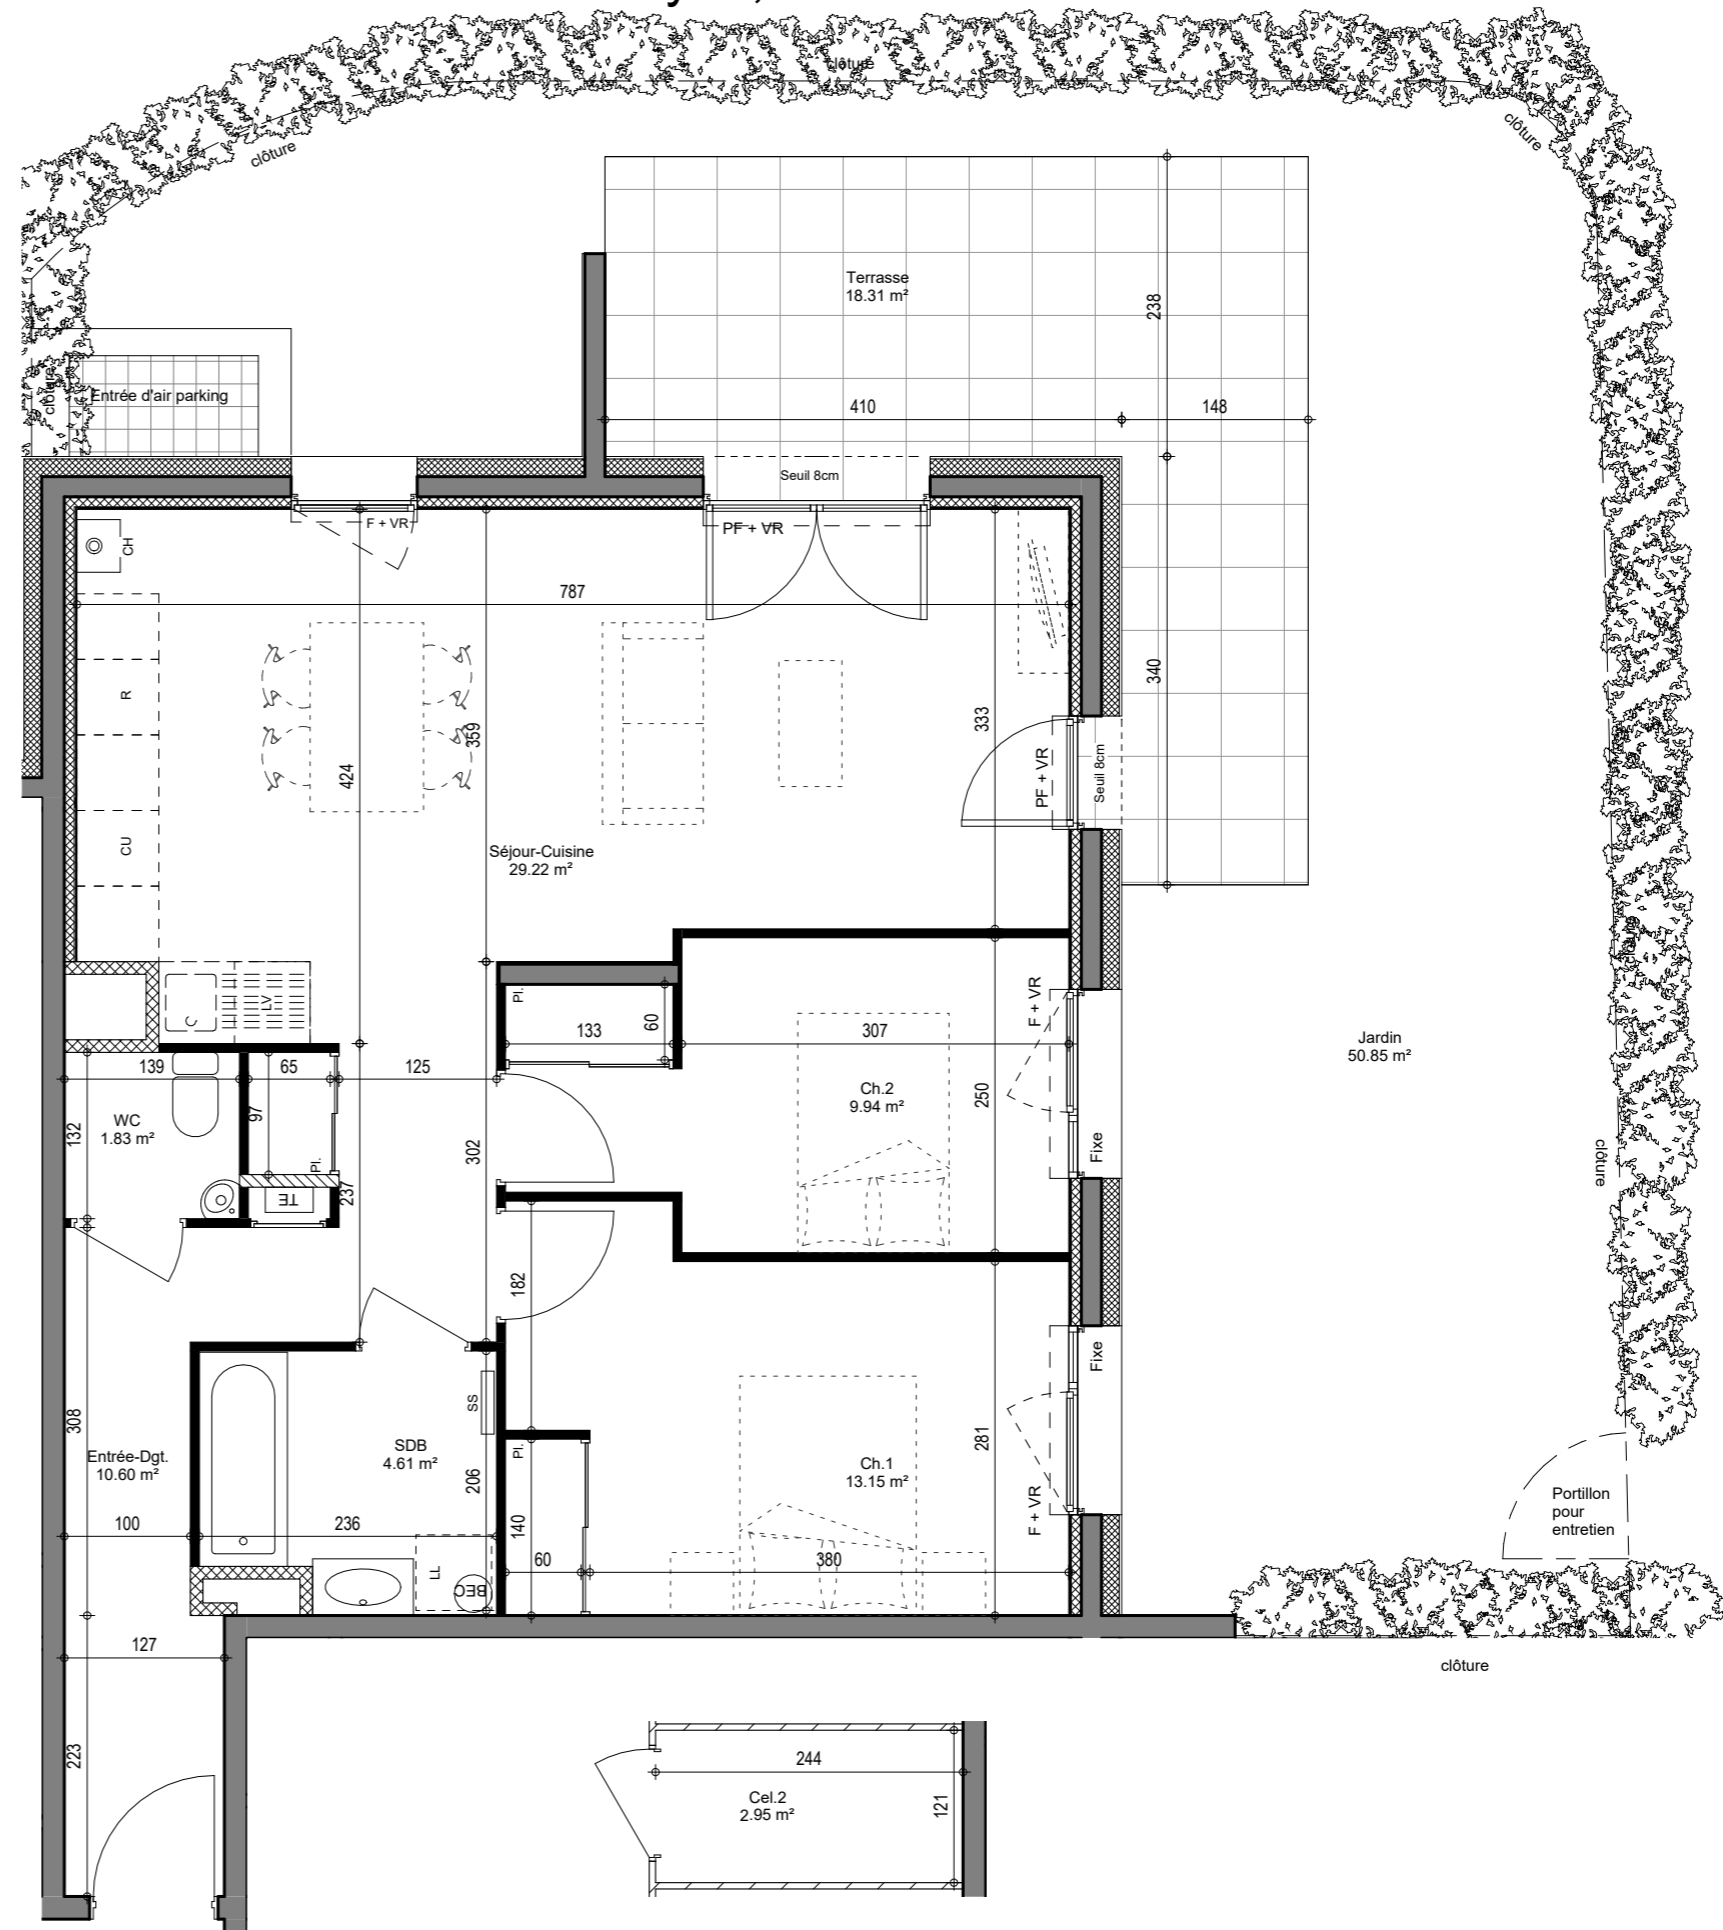 clôture
clôture
clôture
Terrasse
18.31 m²
238
clôture
Entrée d'air parking
410
148
Seuil 8cm
F + VR
PF + VR
CH
787
R
424
359
333
340
PF + VR
Seuil 8cm
CU
Séjour-Cuisine
29.22 m²
clôture
C
LV
Pl.
133
60
307
F + VR
Jardin
50.85 m²
139
65
125
97
WC
1.83 m²
132
Pl.
TE
237
302
Ch.2
9.94 m²
250
Fixe
clôture
182
Fixe
308
Entrée-Dgt.
10.60 m²
SDB
4.61 m²
SS
206
Pl.
Ch.1
13.15 m²
281
F + VR
Portillon
pour
entretien
100
236
140
60
380
LL
BEC
127
clôture
223
244
Cel.2
2.95 m²
121